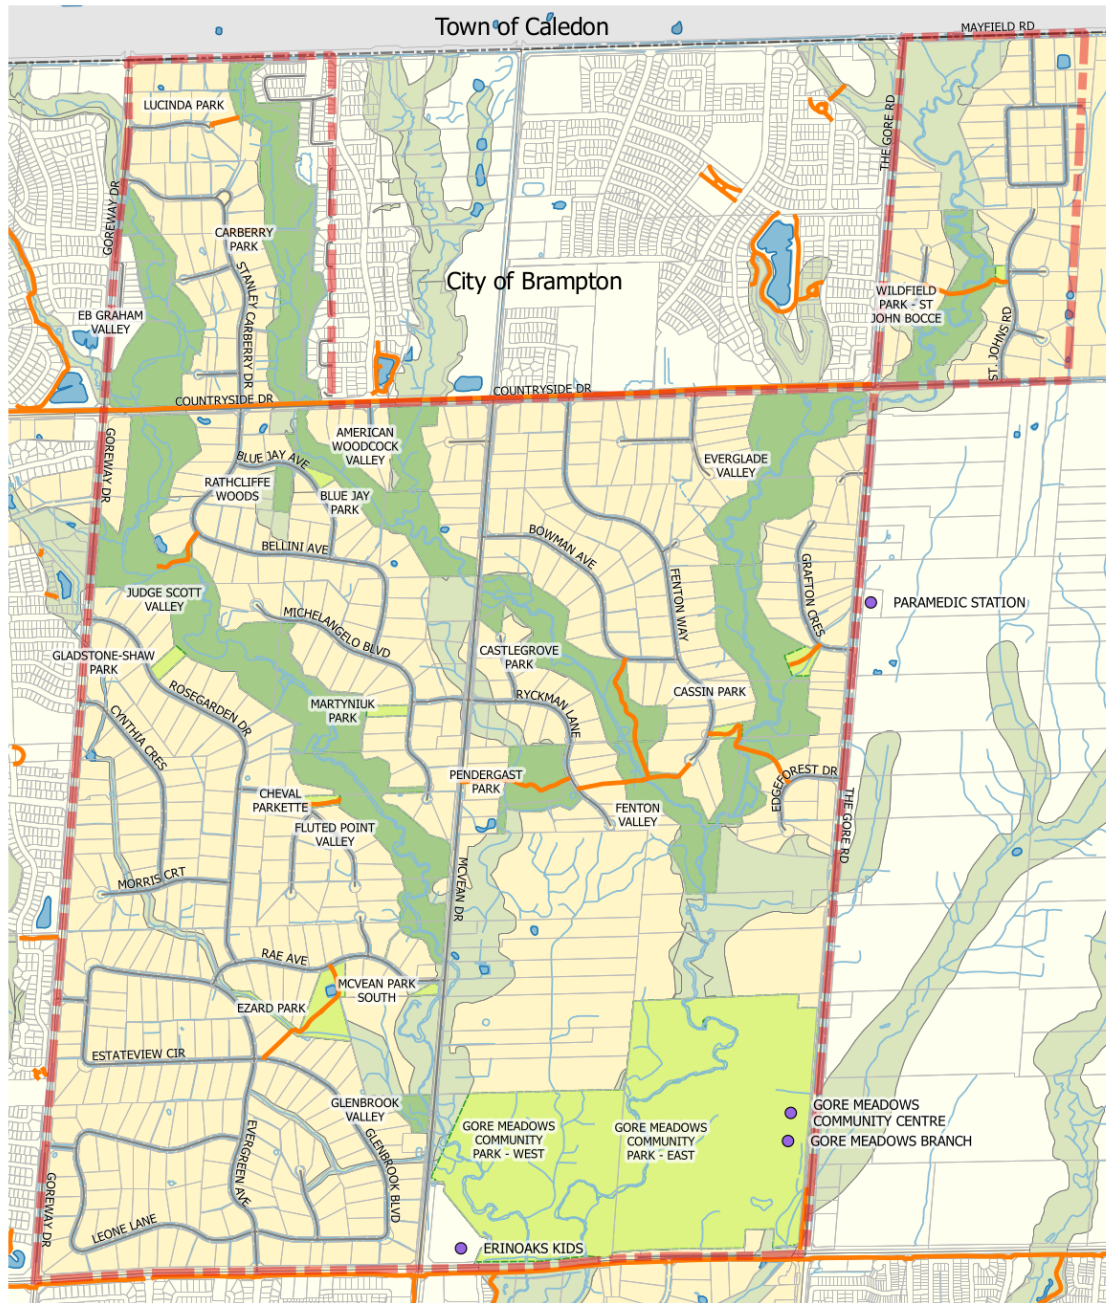 Town of Caledon
MAYFIELD RD
LUCINDA PARK
THE GORE RD
GOREWAY DR
CARBERRY
PARK
STANLEY CARBERRY DR
City of Brampton
EB GRAHAM
VALLEY
WILDFIELD
PARK - ST
JOHN BOCCE
ST. JOHNS RD
COUNTRYSIDE DR
COUNTRYSIDE DR
GOREWAY DR
AMERICAN
WOODCOCK
VALLEY
BLUE JAY AVE
RATHCLIFFE
WOODS
BLUE JAY
PARK
EVERGLADE
VALLEY
BELLINI AVE
BOWMAN AVE
FENTON WAY
GRAFTON CRES
JUDGE SCOTT
VALLEY
MICHELANGELO BLVD
PARAMEDIC STATION
GLADSTONE-SHAW
PARK
CASTLEGROVE
PARK
ROSEGARDEN DR
CYNTHIA CRES
MARTYNIUK
PARK
RYCKMAN LANE
CASSIN PARK
PENDERGAST
PARK
EDGEFOREST DR
CHEVAL
PARKETTE
FLUTED POINT
VALLEY
FENTON
VALLEY
THE GORE RD
MORRIS CRT
MCVEAN DR
RAE AVE
MCVEAN PARK
SOUTH
EZARD PARK
ESTATEVIEW CIR
GLENBROOK
VALLEY
GLENBROOK BLVD
EVERGREEN AVE
GORE MEADOWS
COMMUNITY
PARK - WEST
GORE MEADOWS
COMMUNITY
PARK - EAST
GORE MEADOWS
COMMUNITY CENTRE
GORE MEADOWS BRANCH
GOREWAY DR
LEONE LANE
ERINOAKS KIDS